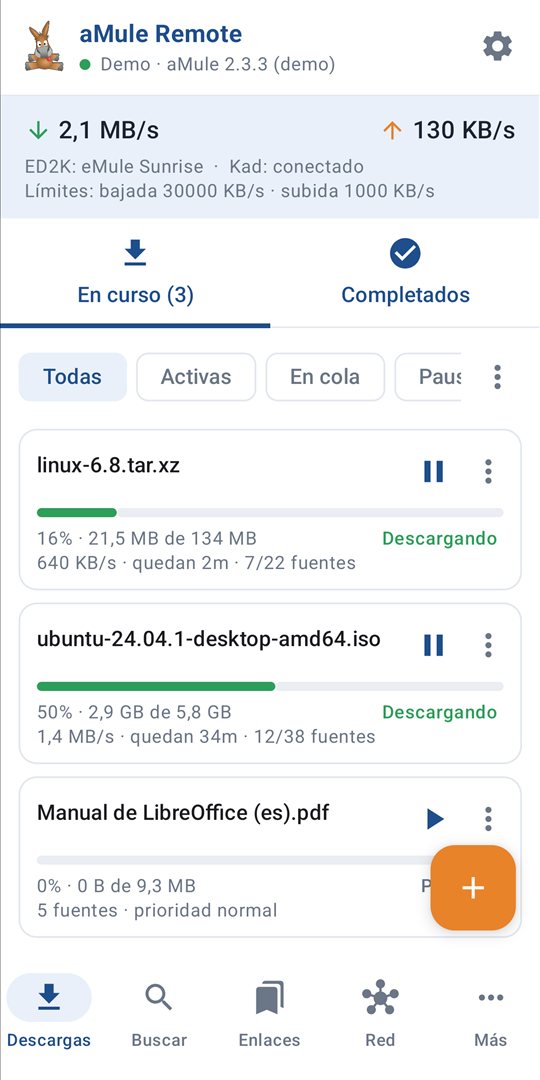 aMule Remote
Demo · aMule 2.3.3 (demo)
2,1 MB/s
130 KB/s
ED2K: eMule Sunrise · Kad: conectado
Límites: bajada 30000 KB/s · subida 1000 KB/s
En curso (3)
Completados
Todas
Activas
En cola
Paus
linux-6.8.tar.xz
16% · 21,5 MB de 134 MB
Descargando
640 KB/s · quedan 2m · 7/22 fuentes
ubuntu-24.04.1-desktop-amd64.iso
50% · 2,9 GB de 5,8 GB
Descargando
1,4 MB/s · quedan 34m · 12/38 fuentes
Manual de LibreOffice (es).pdf
0% · 0 B de 9,3 MB
5 fuentes · prioridad normal
Descargas
Buscar
Enlaces
Red
Más